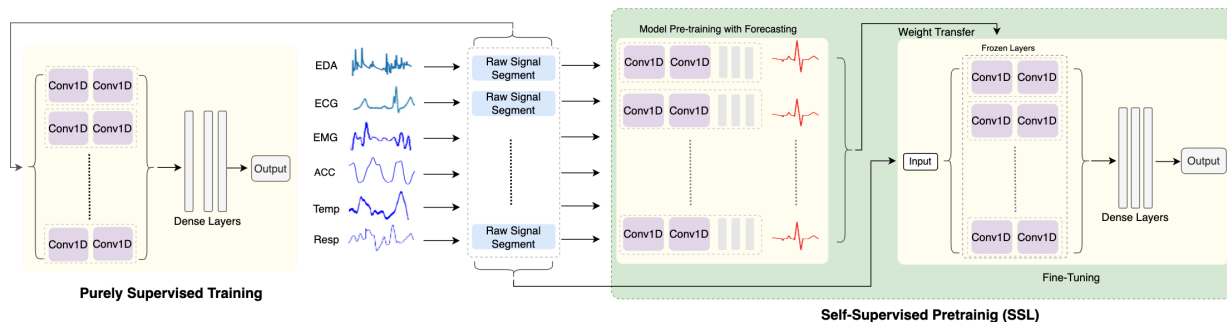 Model Pre-training with Forecasting
Weight Transfer
Frozen Layers
EDA
ECG
EMG
ACC
Temp
Resp
Raw Signal
Segment
Raw Signal
Segment
Raw Signal
Segment
Conv1D Conv1D
Conv1D Conv1D
Conv1D Conv1D
Dense Layers
Output
Conv1D Conv1D
Conv1D Conv1D
Conv1D Conv1D
Input
Conv1D Conv1D
Conv1D Conv1D
Conv1D Conv1D
Dense Layers
Output
Fine-Tuning
Purely Supervised Training
Self-Supervised Pretrainig (SSL)